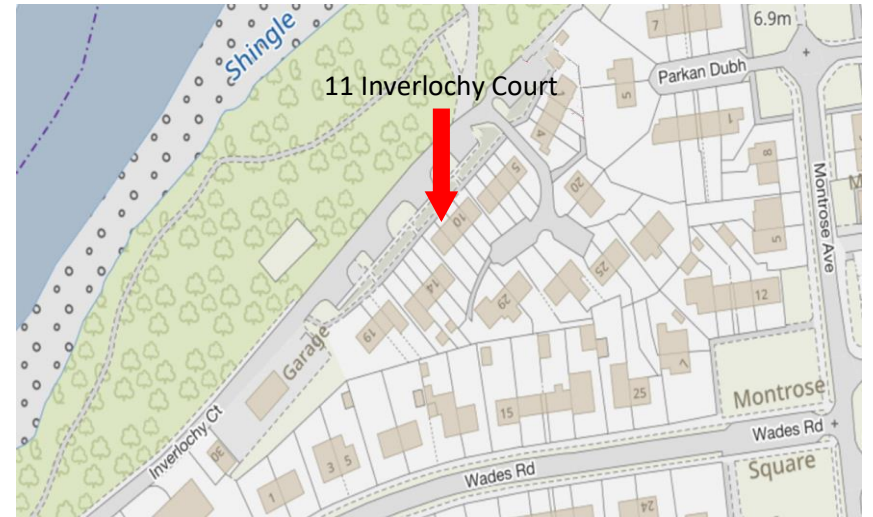 Shingle
7
6.9m
11 Inverlochy Court
Parkan Dubh
5
4
1
5
8
Montrose Ave
M
20
10
5
14
25
29
12
19
Garage
7
25
Montrose
15
Inverlochy Ct
Wades Rd
30
3
5
Square
Wades Rd
1
24